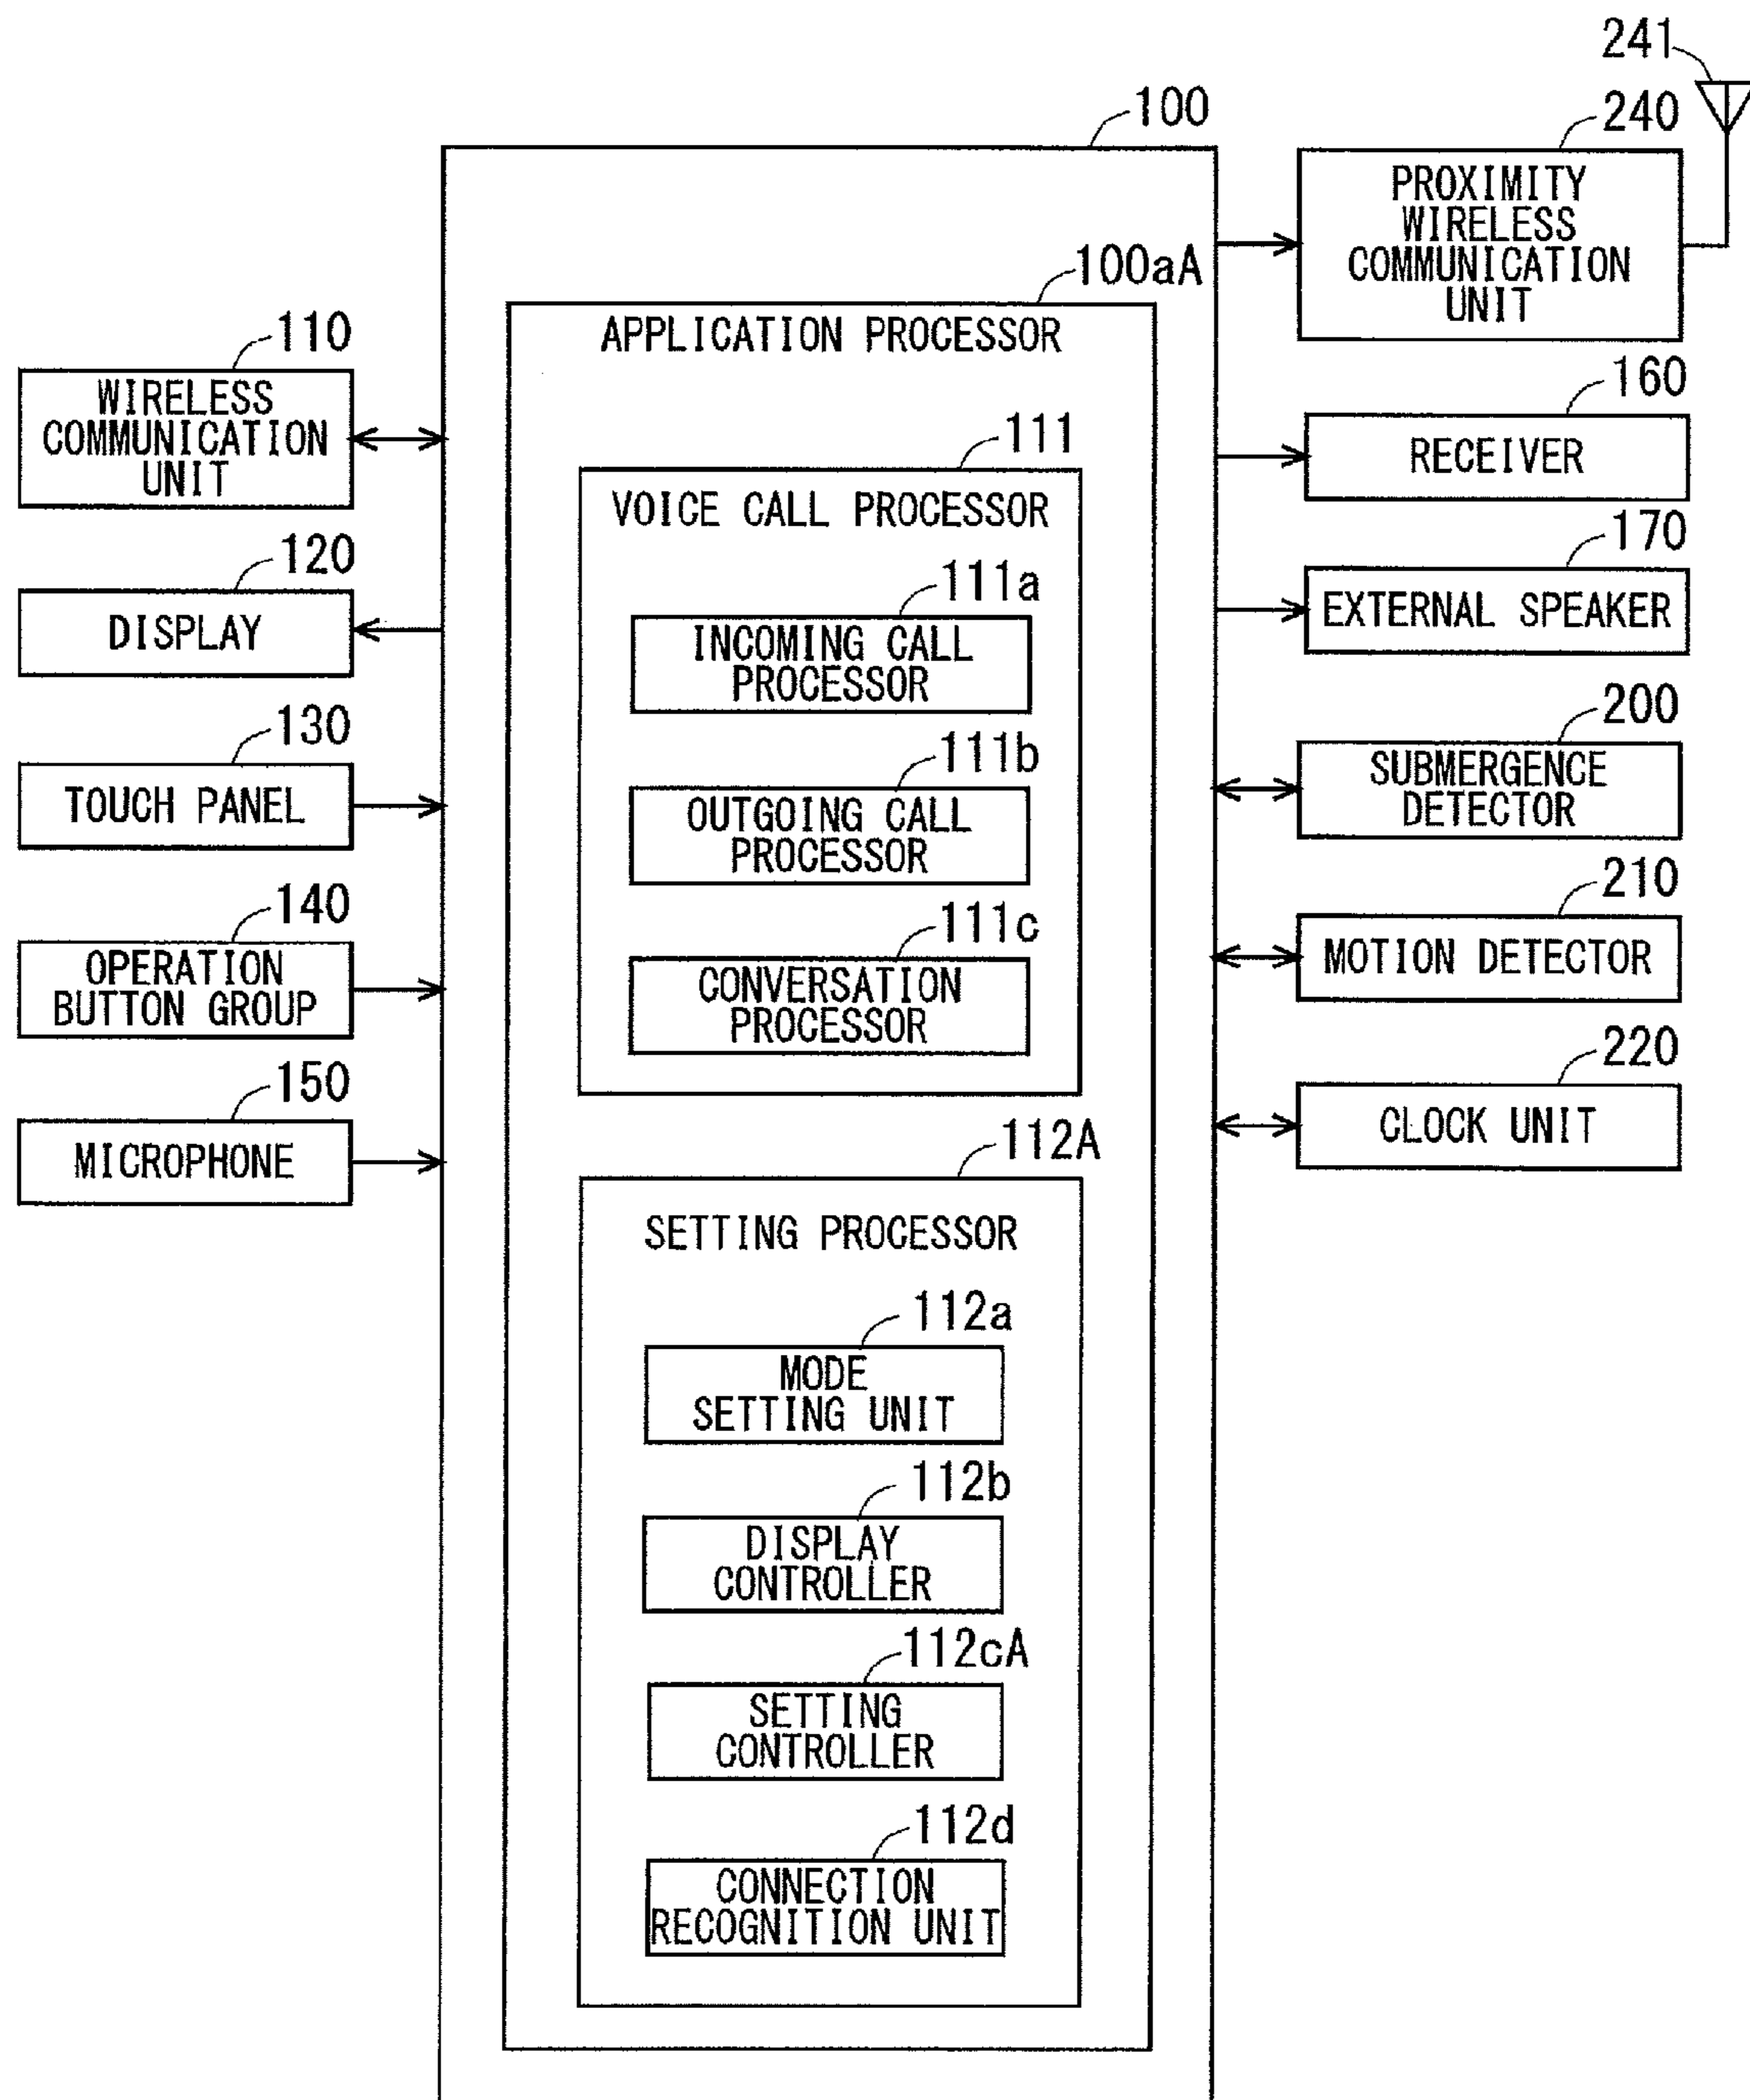 241
100
240
PROXIMITY
WIRELESS
COMMUNICATION
UNIT
100aA
APPLICATION PROCESSOR
110
WIRELESS
COMMUNICATION
UNIT
160
RECEIVER
111
VOICE CALL PROCESSOR
120
DISPLAY
170
EXTERNAL SPEAKER
111a
INCOMING CALL
PROCESSOR
130
TOUCH PANEL
200
SUBMERGENCE
DETECTOR
111b
OUTGOING CALL
PROCESSOR
140
OPERATION
BUTTON GROUP
210
MOTION DETECTOR
111c
CONVERSATION
PROCESSOR
150
MICROPHONE
220
CLOCK UNIT
112A
SETTING PROCESSOR
112a
MODE
SETTING UNIT
112b
DISPLAY
CONTROLLER
112cA
SETTING
CONTROLLER
112d
CONNECTION
RECOGNITION UNIT